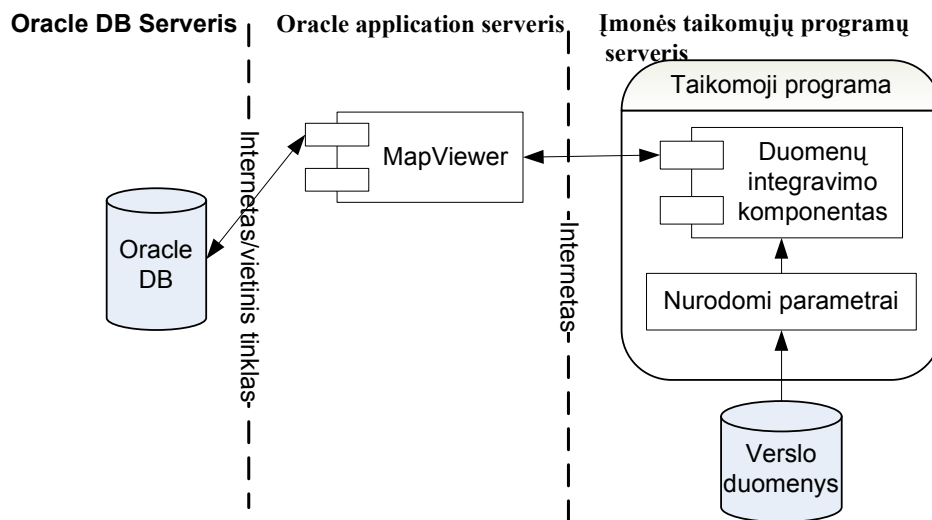 Oracle DB Serveris
Oracle application serveris
Įmonės taikomųjų programų
serveris
Taikomoji programa
Internetas/vietinis tinklas
MapViewer
Duomenų
integravimo
komponentas
Oracle
DB
Internetas
Nurodomi parametrai
Verslo
duomenys